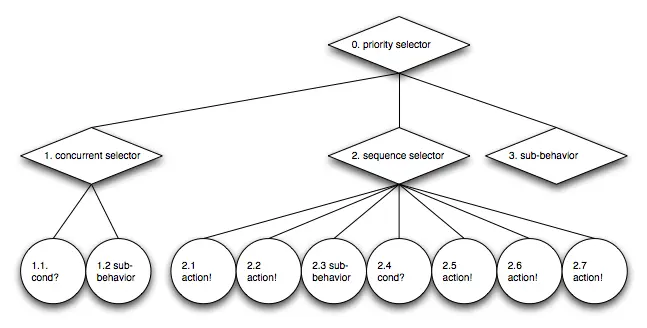 0. priority selector
1. concurrent selector
2. sequence selector
3. sub-behavior
1.1.
cond?
1.2 sub-
behavior
2.1
action!
2.2
action!
2.3 sub-
behavior
2.4
cond?
2.5
action!
2.6
action!
2.7
action!